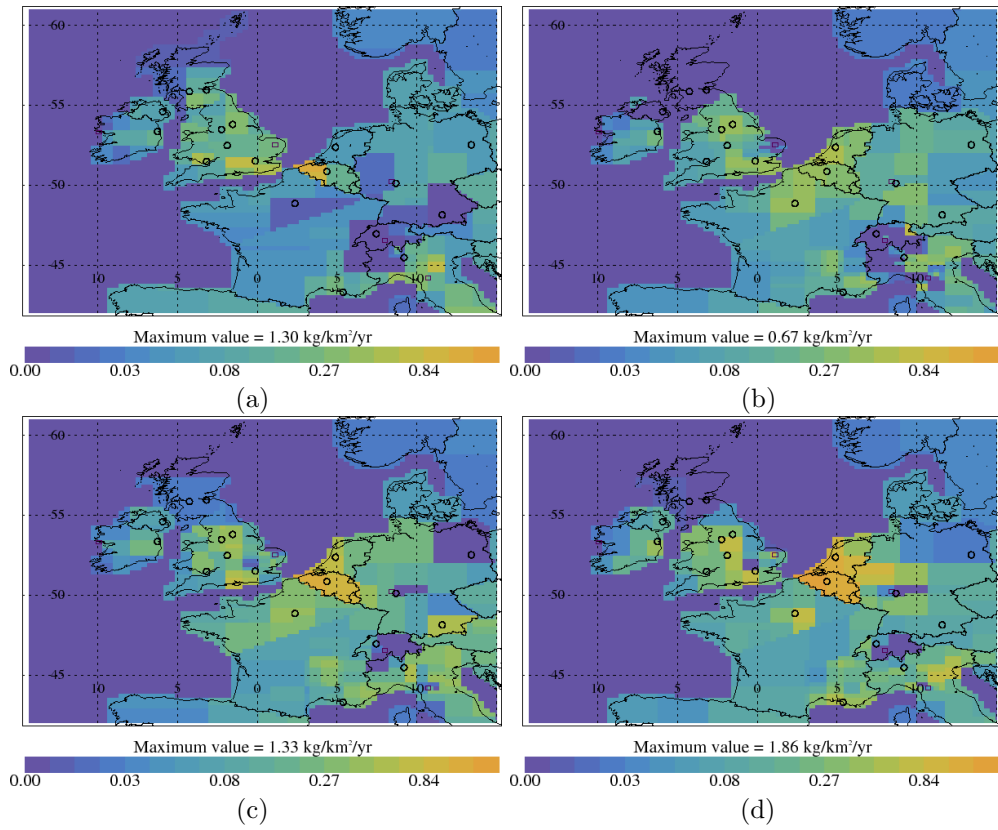 60
55
50
45
10 5 0 5 10
Maximum value = 1.30 kg/km²/yr
0.00 0.03 0.08 0.27 0.84
(a)
60
55
50
45
10 5 0 5 10
Maximum value = 0.67 kg/km²/yr
0.00 0.03 0.08 0.27 0.84
(b)
60
55
50
45
10 5 0 5 10
Maximum value = 1.33 kg/km²/yr
0.00 0.03 0.08 0.27 0.84
(c)
60
55
50
45
10 5 0 5 10
Maximum value = 1.86 kg/km²/yr
0.00 0.03 0.08 0.27 0.84
(d)